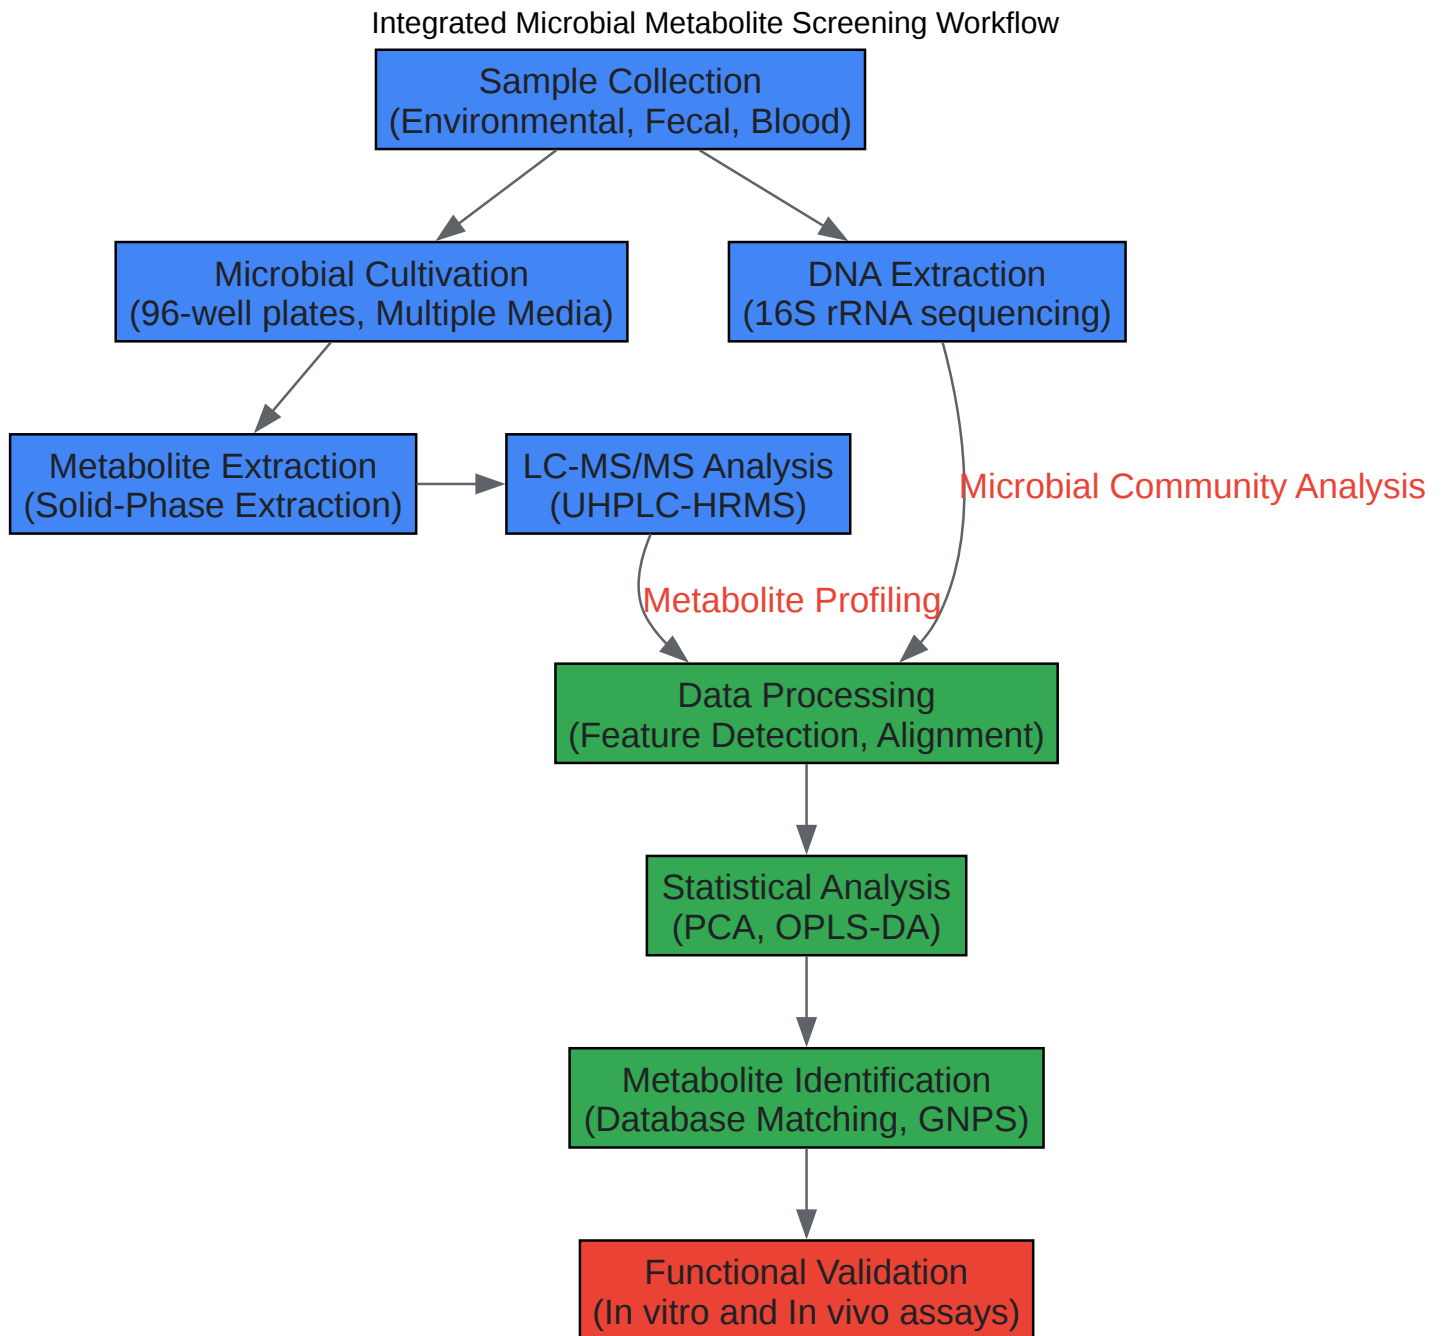 Integrated Microbial Metabolite Screening Workflow
Sample Collection
(Environmental, Fecal, Blood)
Microbial Cultivation
(96-well plates, Multiple Media)
DNA Extraction
(16S rRNA sequencing)
Metabolite Extraction
(Solid-Phase Extraction)
LC-MS/MS Analysis
(UHPLC-HRMS)
Microbial Community Analysis
Metabolite Profiling
Data Processing
(Feature Detection, Alignment)
Statistical Analysis
(PCA, OPLS-DA)
Metabolite Identification
(Database Matching, GNPS)
Functional Validation
(In vitro and In vivo assays)